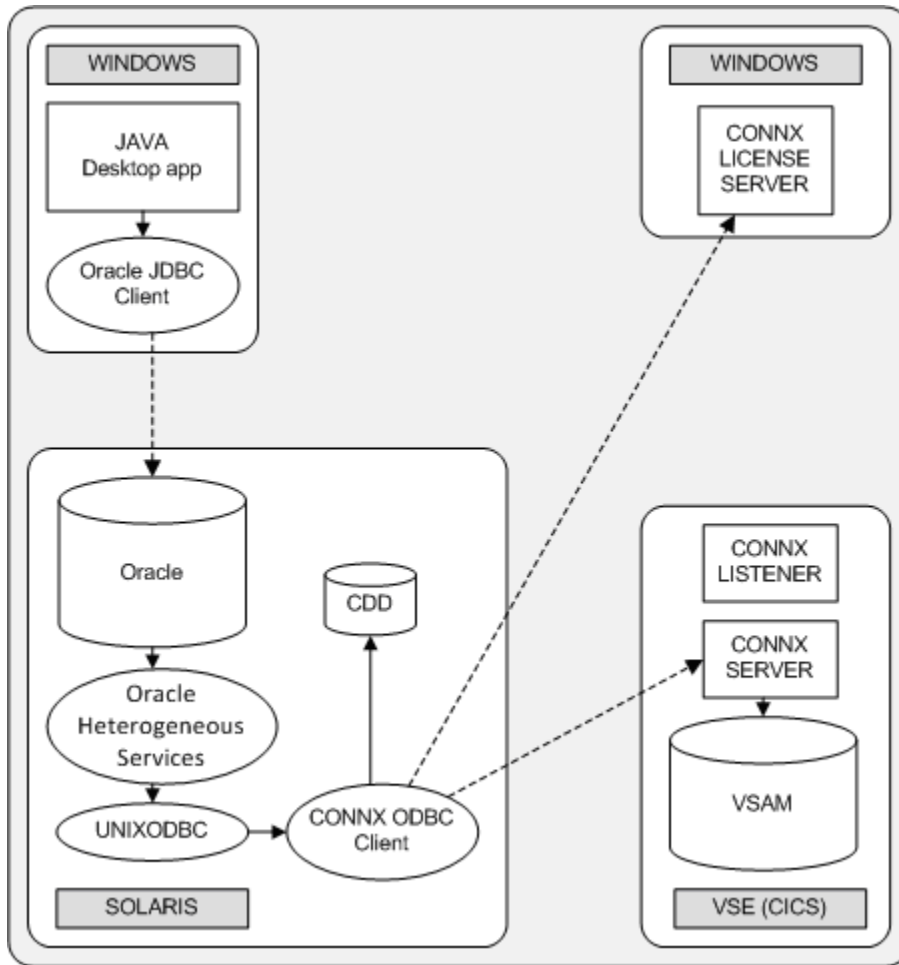 WINDOWS
JAVA
Desktop app
Oracle JDBC
Client
WINDOWS
CONNX
LICENSE
SERVER
Oracle
CDD
Oracle
Heterogeneous
Services
UNIXODBC
CONNX ODBC
Client
SOLARIS
CONNX
LISTENER
CONNX
SERVER
VSAM
VSE (CICS)